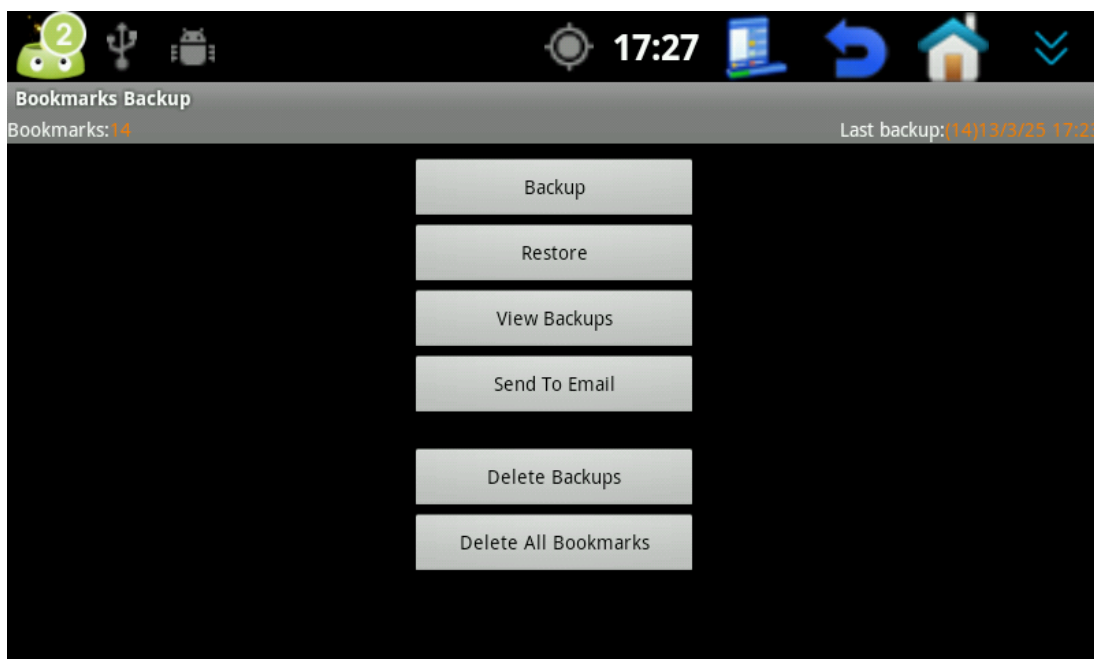 2
17:27
Bookmarks Backup
Bookmarks:14 Last backup:(14)13/3/25 17:23
Backup
Restore
View Backups
Send To Email
Delete Backups
Delete All Bookmarks